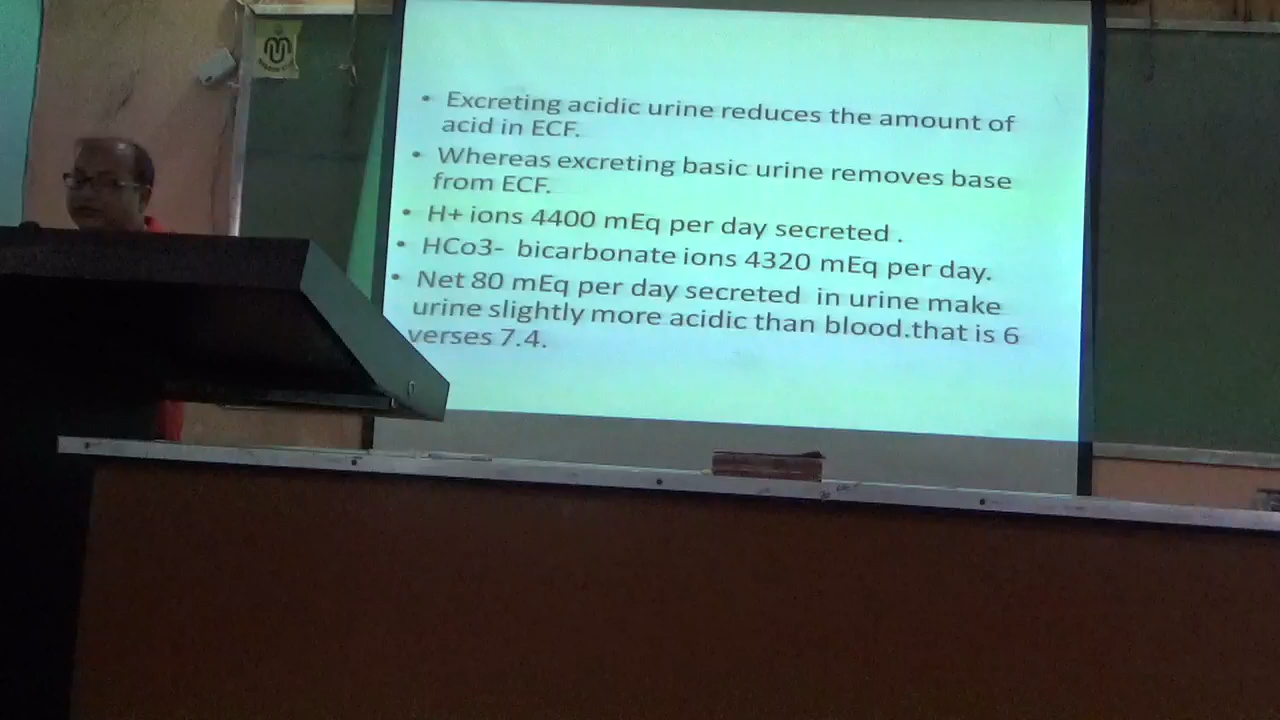 • Excreting acidic urine reduces the amount of
acid in ECF.
• Whereas excreting basic urine removes base
from ECF.
• H+ ions 4400 mEq per day secreted .
• HCo3- bicarbonate ions 4320 mEq per day.
• Net 80 mEq per day secreted in urine make
urine slightly more acidic than blood.that is 6
verses 7.4.